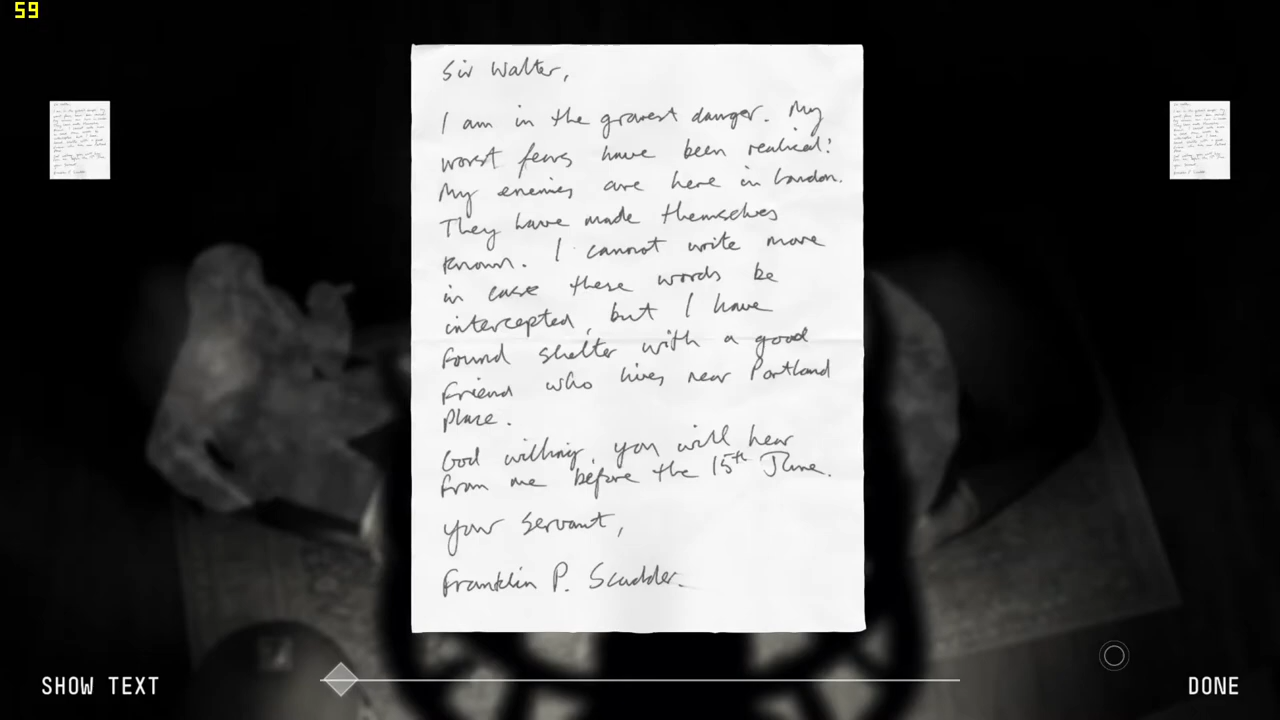 59
Sir Walter,
I am in the gravest danger. My
worst fears have been realised:
My enemies are here in London.
They have made themselves
known. I cannot write more
in case these words be
intercepted, but I have
found shelter with a good
friend who lives near Portland
Place.
God willing, you will hear
from me before the 15th June.
your servant,
Franklin P. Scudder.
SHOW TEXT
DONE